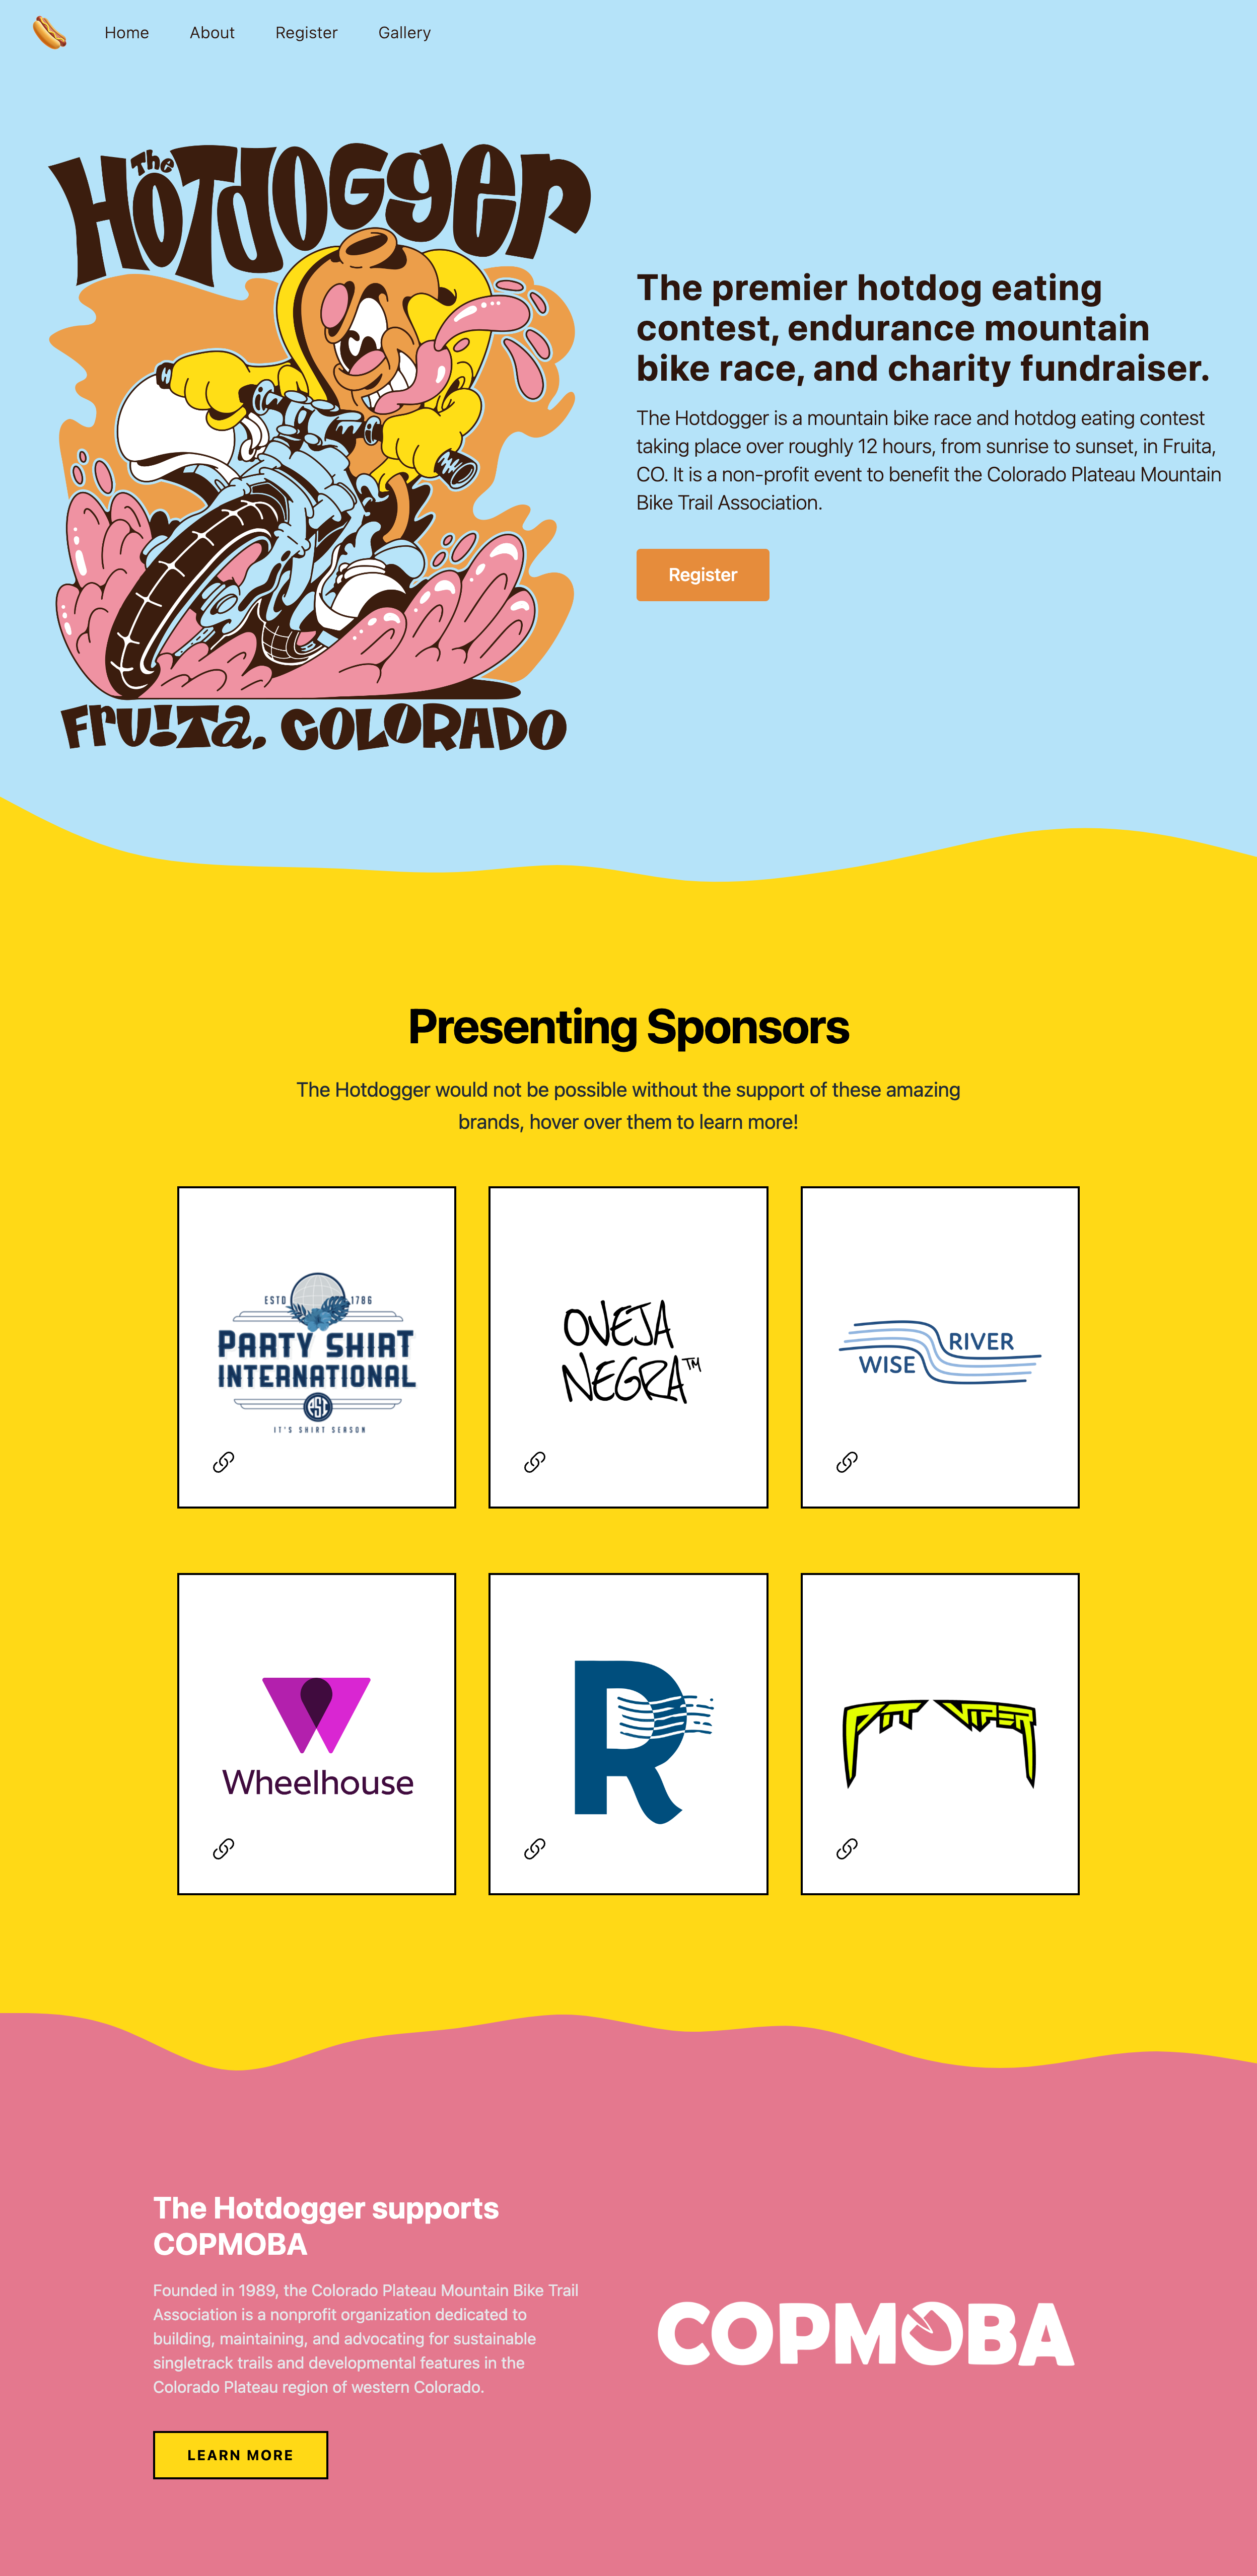 Home About Register Gallery
The Hotdogger
Fruita, COLORADO
The premier hotdog eating
contest, endurance mountain
bike race, and charity fundraiser.
The Hotdogger is a mountain bike race and hotdog eating contest
taking place over roughly 12 hours, from sunrise to sunset, in Fruita,
CO. It is a non-profit event to benefit the Colorado Plateau Mountain
Bike Trail Association.
Register
Presenting Sponsors
The Hotdogger would not be possible without the support of these amazing
brands, hover over them to learn more!
ESTD 1786
PARTY SHIRT
INTERNATIONAL
PSI
IT'S SHIRT SEASON
OVEJA
NEGRA™
RIVER
WISE
Wheelhouse
R
PIT VIPER
The Hotdogger supports
COPMOBA
Founded in 1989, the Colorado Plateau Mountain Bike Trail
Association is a nonprofit organization dedicated to
building, maintaining, and advocating for sustainable
singletrack trails and developmental features in the
Colorado Plateau region of western Colorado.
COPMOBA
LEARN MORE